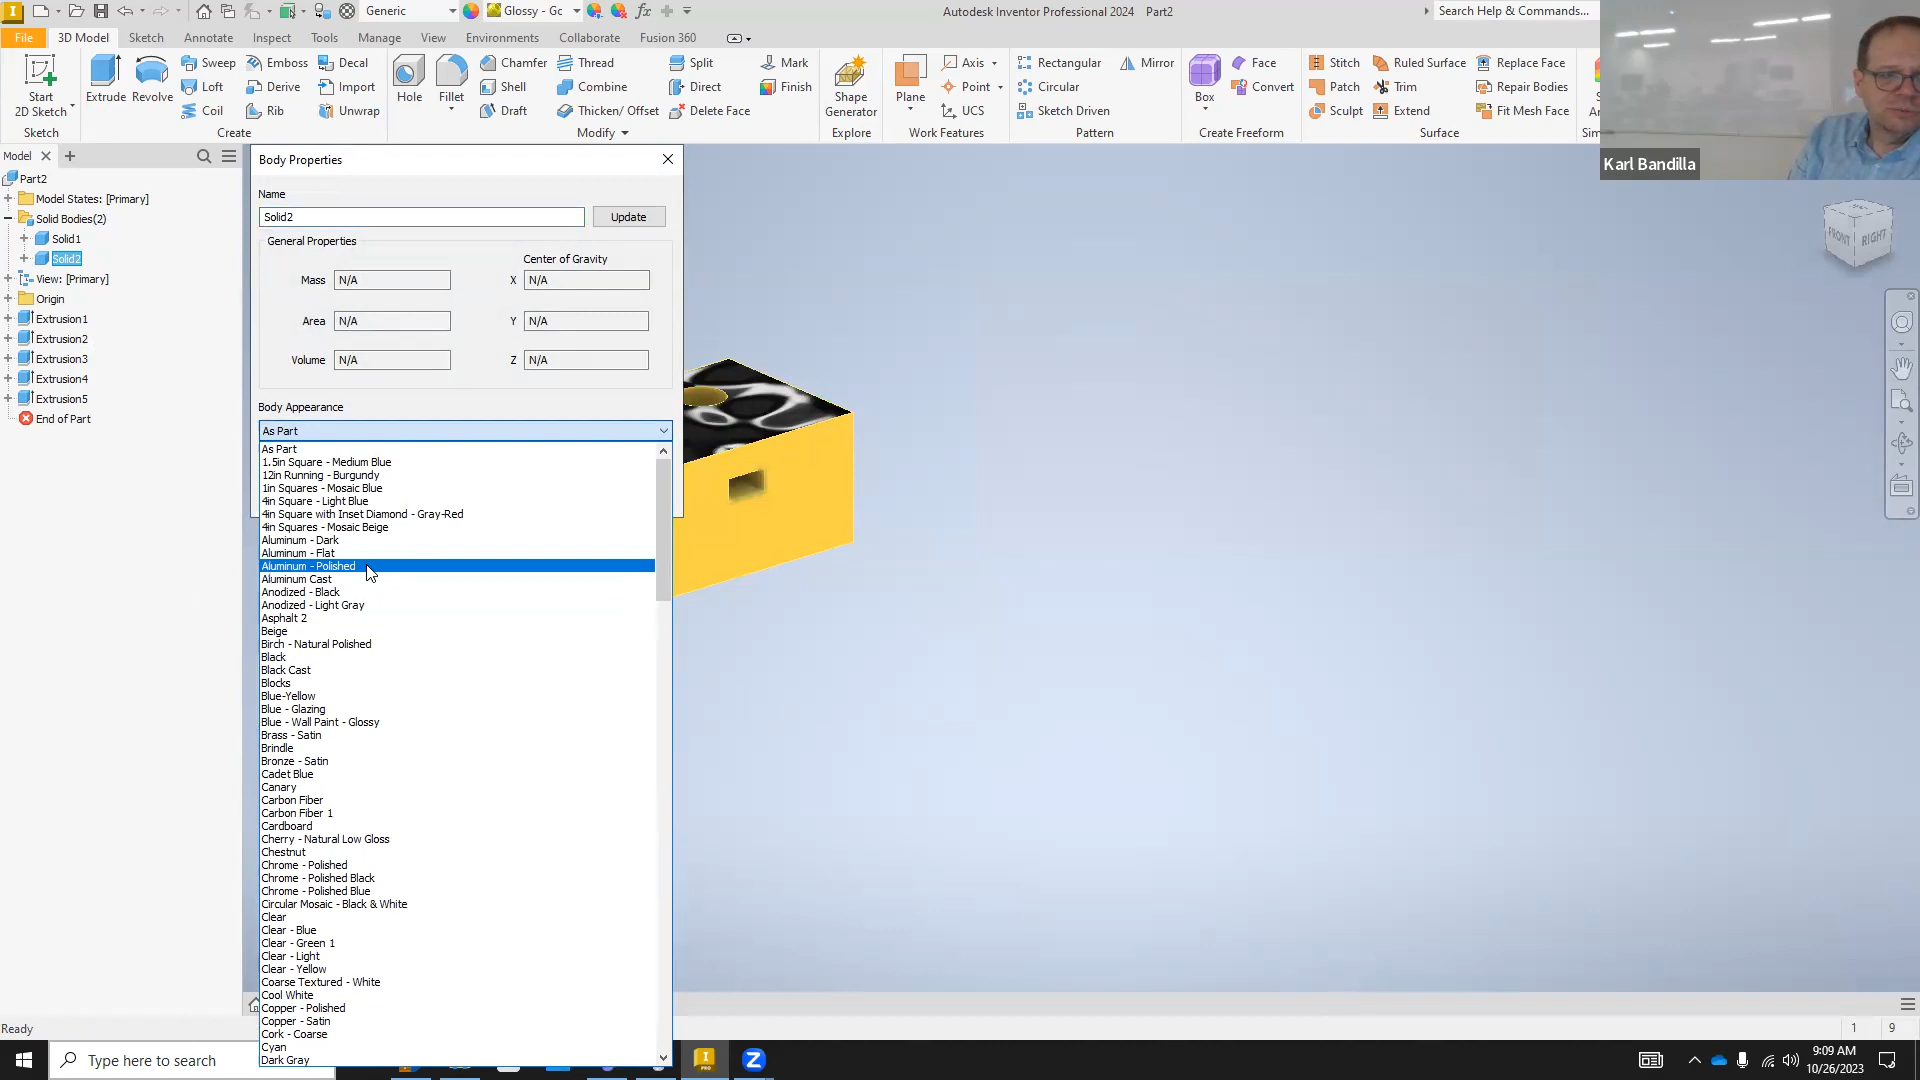 Generic
Glossy - Gc
Autodesk Inventor Professional 2024 Part2
Search Help & Commands...
File
3D Model
Sketch
Annotate
Inspect
Tools
Manage
View
Environments
Collaborate
Fusion 360
Start
2D Sketch
Sketch
Extrude
Revolve
Sweep
Loft
Coil
Emboss
Derive
Rib
Decal
Import
Unwrap
Create
Hole
Fillet
Chamfer
Shell
Draft
Thread
Combine
Thicken/ Offset
Split
Direct
Delete Face
Modify
Mark
Finish
Shape
Generator
Explore
Plane
Axis
Point
UCS
Work Features
Rectangular
Circular
Sketch Driven
Mirror
Pattern
Box
Face
Convert
Create Freeform
Stitch
Patch
Sculpt
Ruled Surface
Trim
Extend
Replace Face
Repair Bodies
Fit Mesh Face
Surface
Karl Bandilla
Model
Part2
Model States: [Primary]
Solid Bodies(2)
Solid1
Solid2
View: [Primary]
Origin
Extrusion1
Extrusion2
Extrusion3
Extrusion4
Extrusion5
End of Part
Body Properties
Name
Solid2
Update
General Properties
Center of Gravity
Mass N/A X N/A
Area N/A Y N/A
Volume N/A Z N/A
Body Appearance
As Part
As Part
1.5in Square - Medium Blue
12in Running - Burgundy
1in Squares - Mosaic Blue
4in Square - Light Blue
4in Square with Inset Diamond - Gray-Red
4in Squares - Mosaic Beige
Aluminum - Dark
Aluminum - Flat
Aluminum - Polished
Aluminum Cast
Anodized - Black
Anodized - Light Gray
Asphalt 2
Beige
Birch - Natural Polished
Black
Black Cast
Blocks
Blue-Yellow
Blue - Glazing
Blue - Wall Paint - Glossy
Brass - Satin
Brindle
Bronze - Satin
Cadet Blue
Canary
Carbon Fiber
Carbon Fiber 1
Cardboard
Cherry - Natural Low Gloss
Chestnut
Chrome - Polished
Chrome - Polished Black
Chrome - Polished Blue
Circular Mosaic - Black & White
Clear
Clear - Blue
Clear - Green 1
Clear - Light
Clear - Yellow
Coarse Textured - White
Cool White
Copper - Polished
Copper - Satin
Cork - Coarse
Cyan
Dark Gray
FRONT
RIGHT
Ready
1 9
Type here to search
9:09 AM
10/26/2023